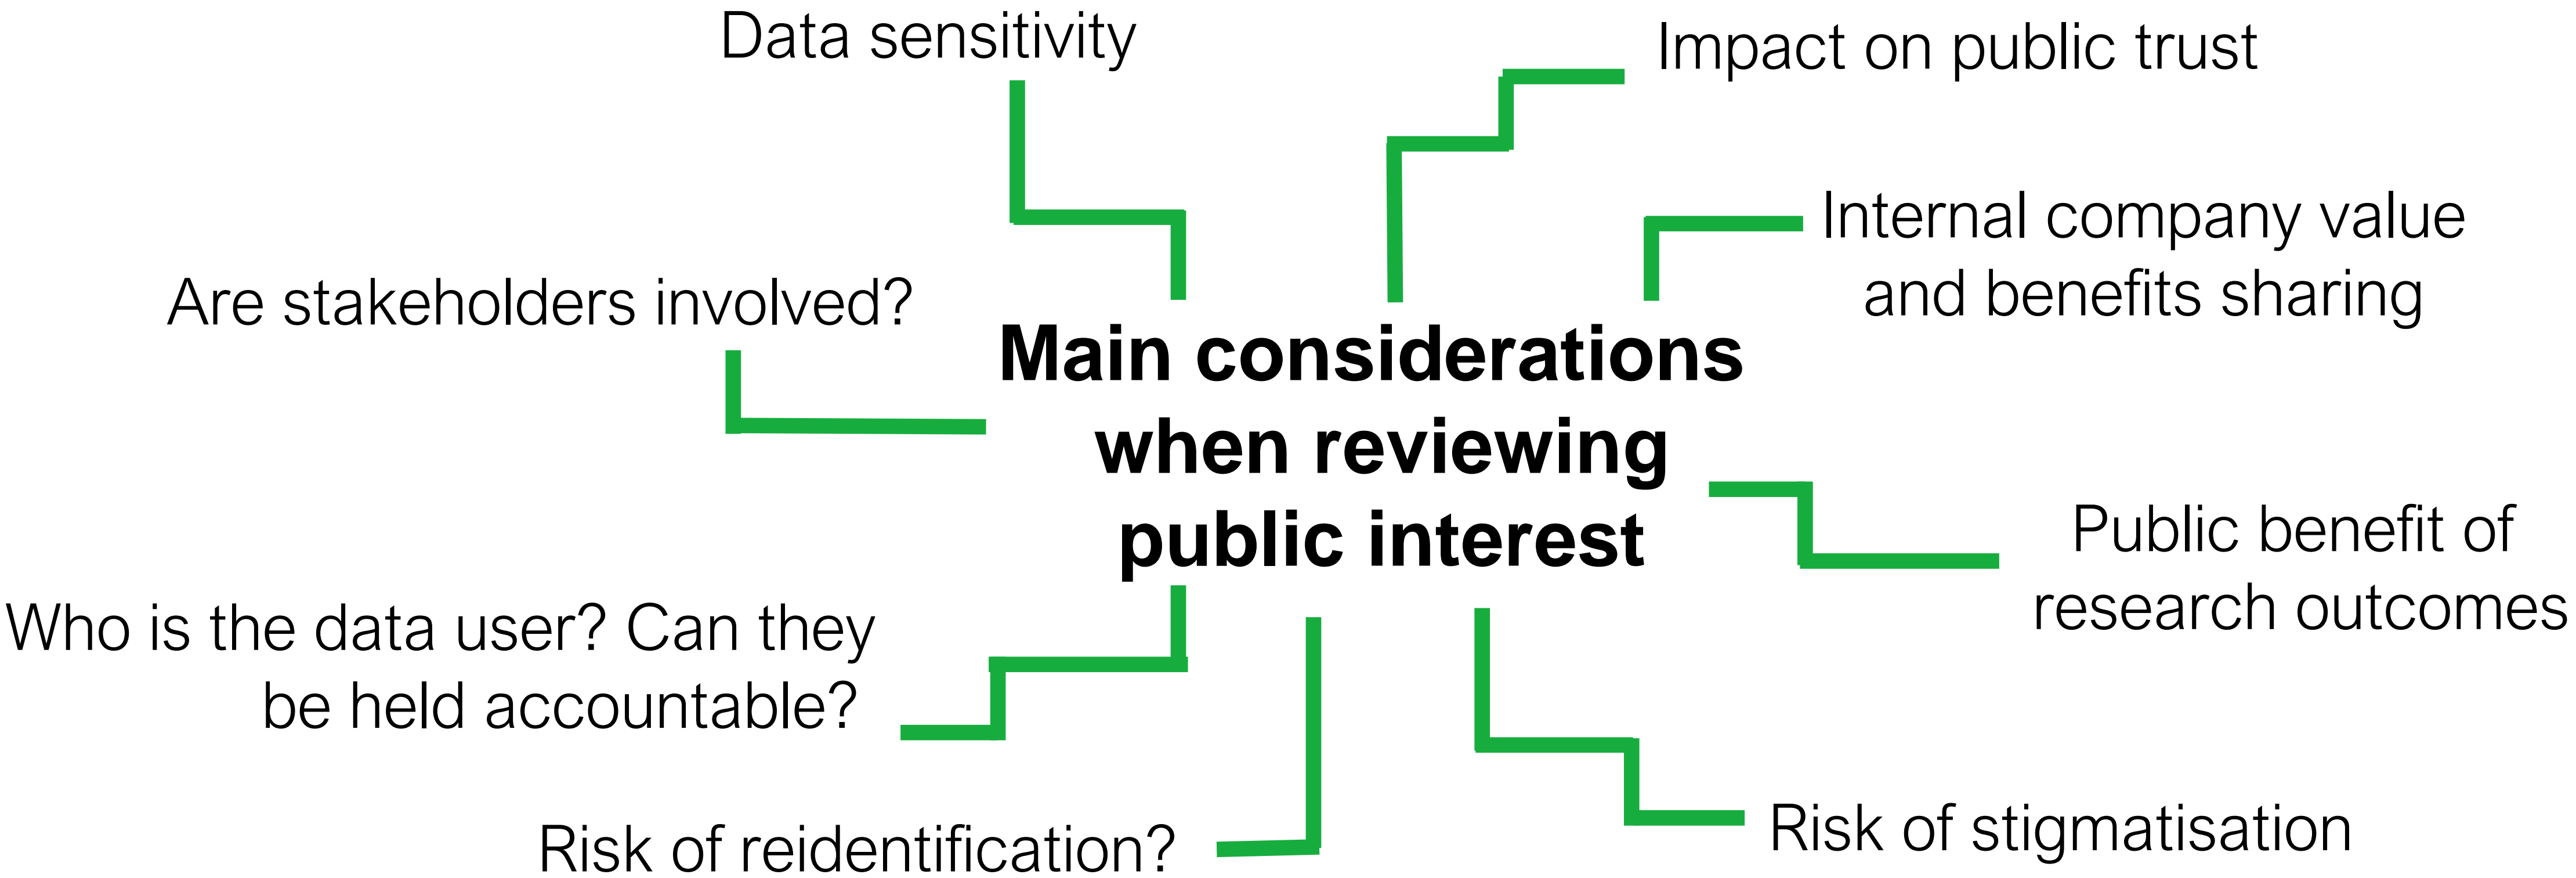 Data sensitivity
Impact on public trust
Internal company value
and benefits sharing
Are stakeholders involved?
Main considerations
when reviewing
public interest
Public benefit of
research outcomes
Who is the data user? Can they
be held accountable?
Risk of stigmatisation
Risk of reidentification?